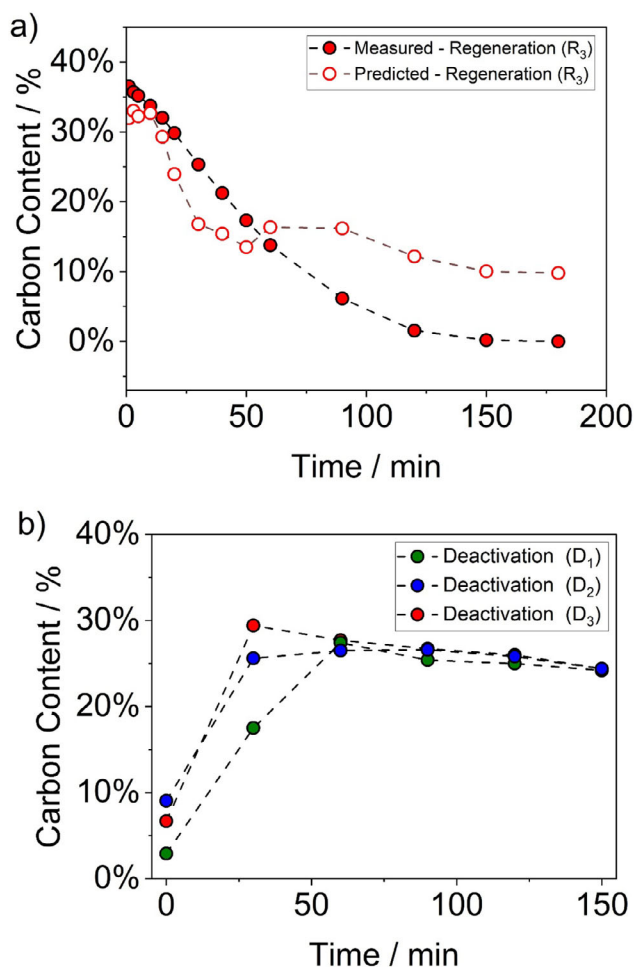 a)
Measured - Regeneration (R₃)
Predicted - Regeneration (R₃)
40%
30%
20%
10%
0%
Carbon Content / %
0 50 100 150 200
Time / min
b)
Deactivation (D₁)
Deactivation (D₂)
Deactivation (D₃)
40%
30%
20%
10%
0%
Carbon Content / %
0 50 100 150
Time / min